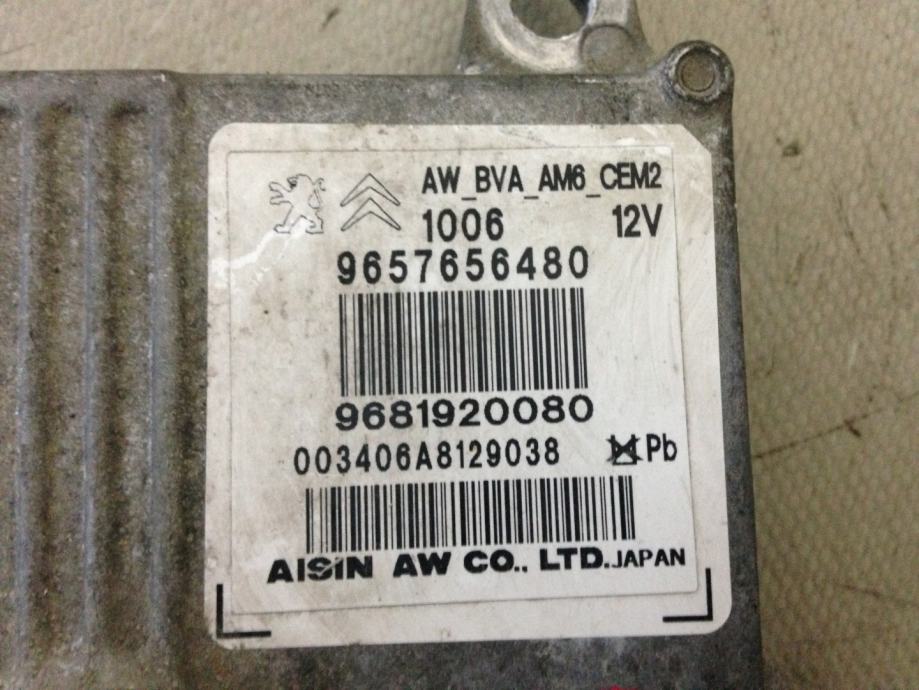 AW_BVA_AM6_CEM2
1006 12V
9657656480
9681920080
003406A8129038 Pb
AISIN AW CO., LTD. JAPAN